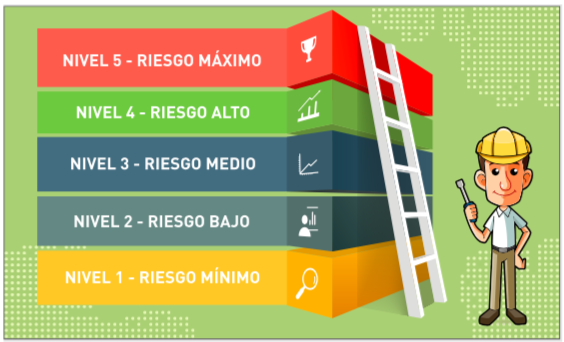 NIVEL 5 - RIESGO MÁXIMO
NIVEL 4 - RIESGO ALTO
NIVEL 3 - RIESGO MEDIO
NIVEL 2 - RIESGO BAJO
NIVEL 1 - RIESGO MÍNIMO